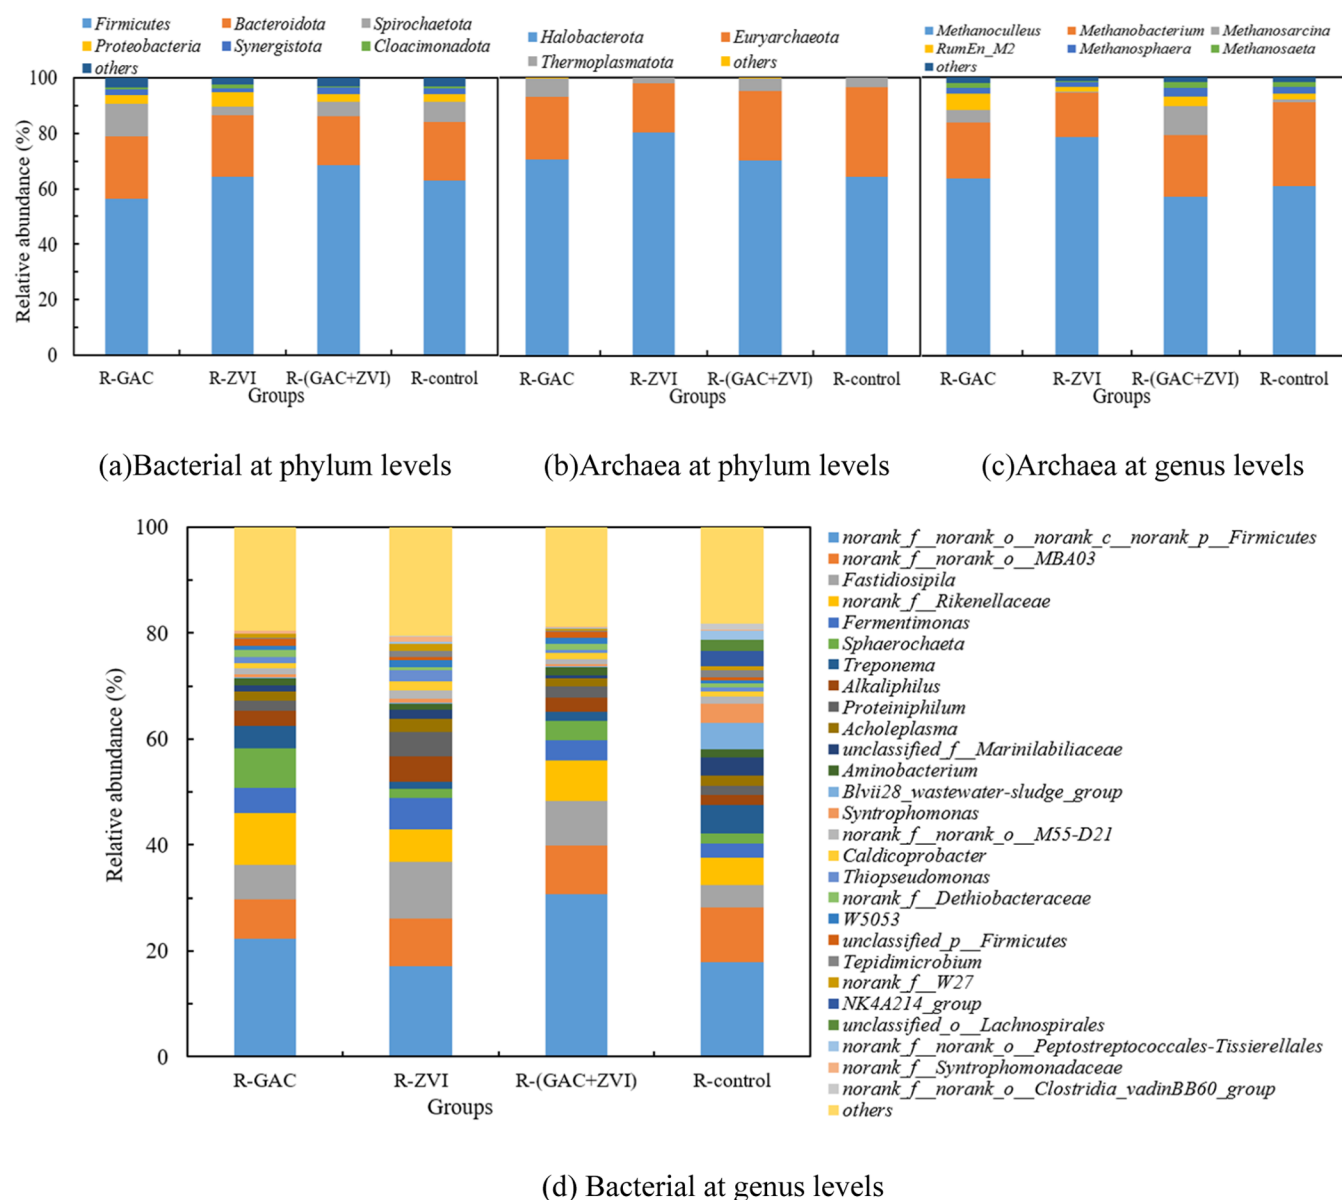 Firmicutes Bacteroidota Spirochaetota
Proteobacteria Synergistota Cloacimonadota
others
Halobacterota Euryarchaeota
Thermoplasmatota others
Methanoculleus Methanobacterium Methanosarcina
RumEn_M2 Methanosphaera Methanosaeta
others
Relative abundance (%)
100
80
60
40
20
0
R-GAC R-ZVI R-(GAC+ZVI) R-control
Groups
R-GAC R-ZVI R-(GAC+ZVI) R-control
Groups
R-GAC R-ZVI R-(GAC+ZVI) R-control
Groups
(a)Bacterial at phylum levels
(b)Archaea at phylum levels
(c)Archaea at genus levels
Relative abundance (%)
100
80
60
40
20
0
R-GAC R-ZVI R-(GAC+ZVI) R-control
Groups
norank_f__norank_o__norank_c__norank_p__Firmicutes
norank_f__norank_o__MBA03
Fastidiosipila
norank_f__Rikenellaceae
Fermentimonas
Sphaerochaeta
Treponema
Alkaliphilus
Proteiniphilum
Acholeplasma
unclassified_f__Marinilabiliaceae
Aminobacterium
Blvii28_wastewater-sludge_group
Syntrophomonas
norank_f__norank_o__M55-D21
Caldicoprobacter
Thiopseudomonas
norank_f__Dethiobacteraceae
W5053
unclassified_p__Firmicutes
Tepidimicrobium
norank_f__W27
NK4A214_group
unclassified_o__Lachnospirales
norank_f__norank_o__Peptostreptococcales-Tissierellales
norank_f__Syntrophomonadaceae
norank_f__norank_o__Clostridia_vadinBB60_group
others
(d) Bacterial at genus levels